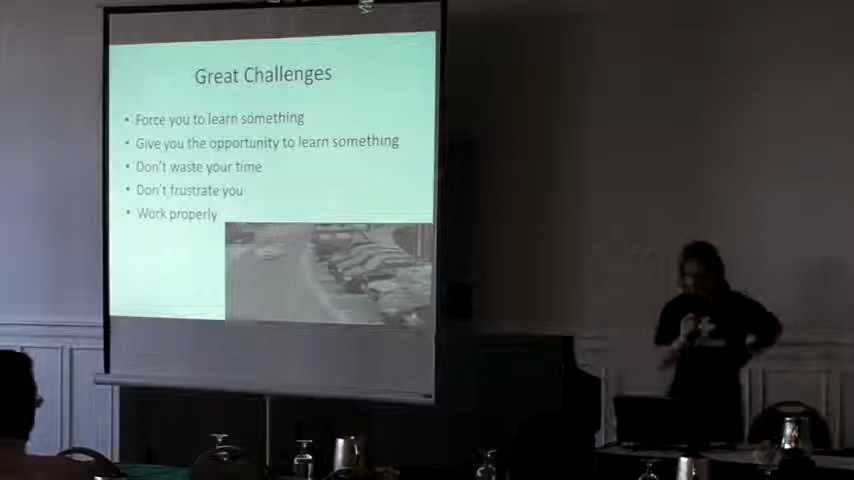 Great Challenges
• Force you to learn something
• Give you the opportunity to learn something
• Don't waste your time
• Don't frustrate you
• Work properly